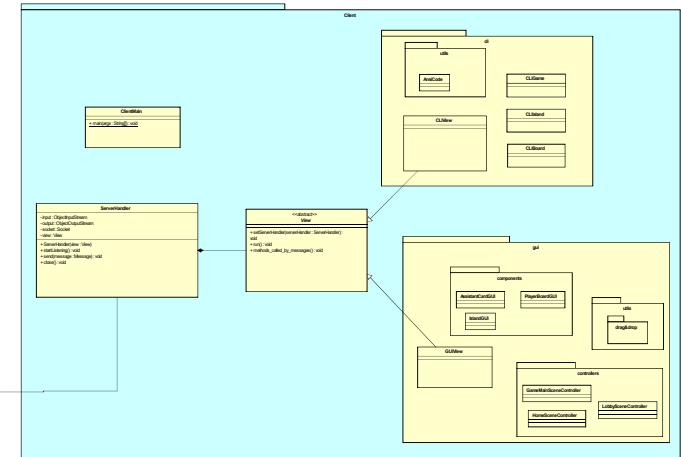 Client
cli
utils
AnsiCode
CLIGame
CLIIsland
CLIBoard
CLIView
ClientMain
+ main(args : String[]) : void
ServerHandler
-input : ObjectInputStream
-output : ObjectOutputStream
-socket : Socket
-view : View
+ ServerHandler(view : View)
+ startListening() : void
+ send(message : Message) : void
+ close() : void
<<abstract>>
View
+ setServerHandler(serverHandler : ServerHandler) :
void
+ run() : void
+ methods_called_by_messages() : void
gui
components
AssistantCardGUI
PlayerBoardGUI
IslandGUI
utils
drag&drop
GUIView
controllers
GameMainSceneController
LobbySceneController
HomeSceneController